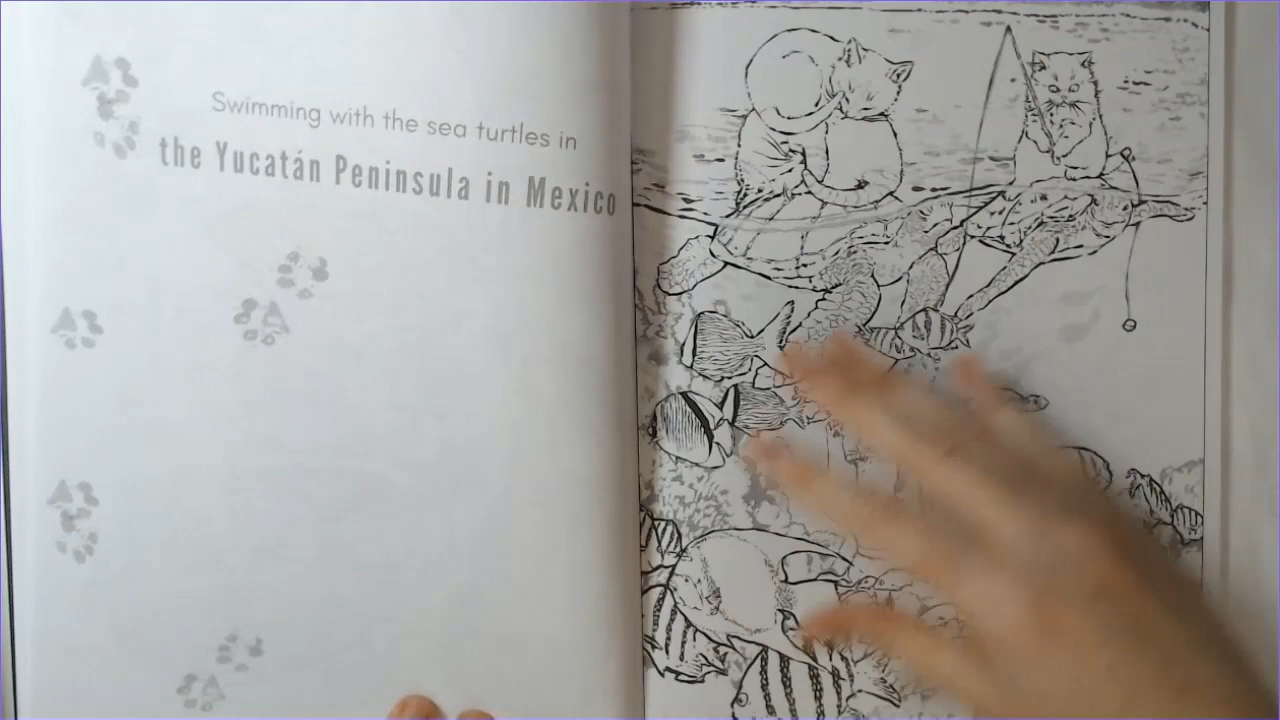 Swimming with the sea turtles in
the Yucatán Peninsula in Mexico